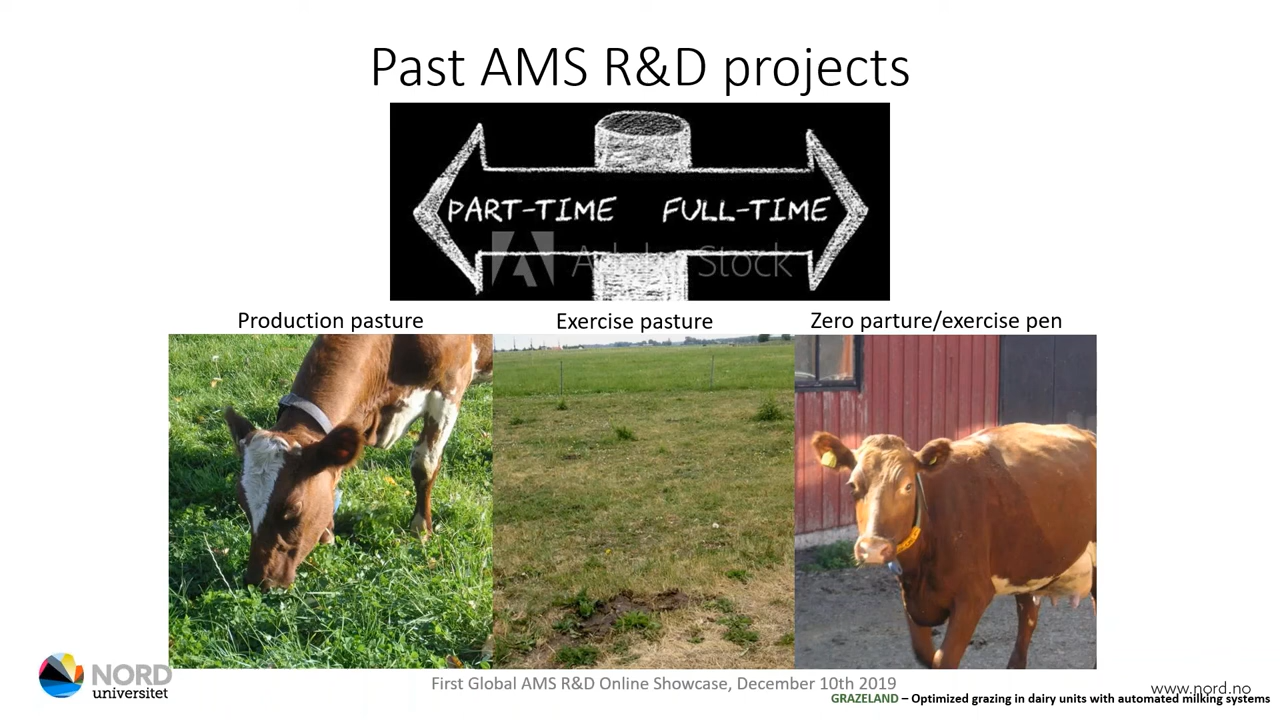 Past AMS R&D projects
PART-TIME FULL-TIME
Adobe Stock
Production pasture
Exercise pasture
Zero parture/exercise pen
NORD
universitet
First Global AMS R&D Online Showcase, December 10th 2019
www.nord.no
GRAZELAND – Optimized grazing in dairy units with automated milking systems